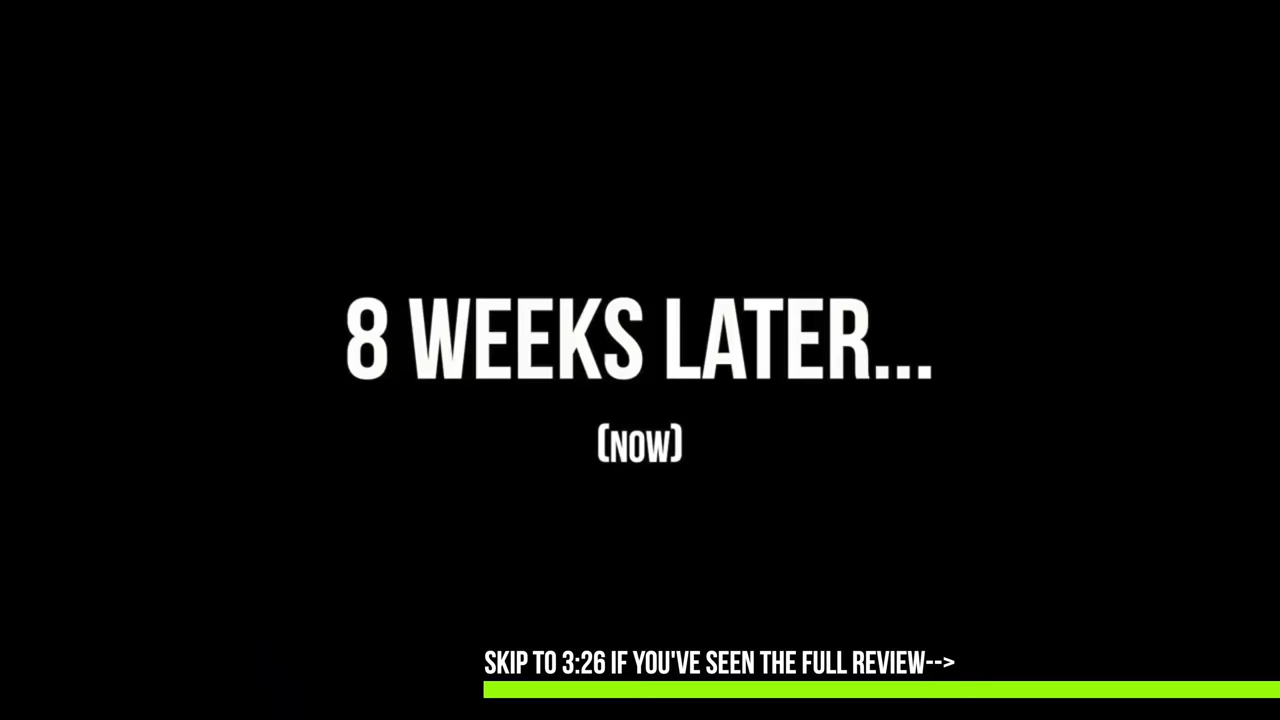 8 WEEKS LATER...
(NOW)
SKIP TO 3:26 IF YOU'VE SEEN THE FULL REVIEW-->